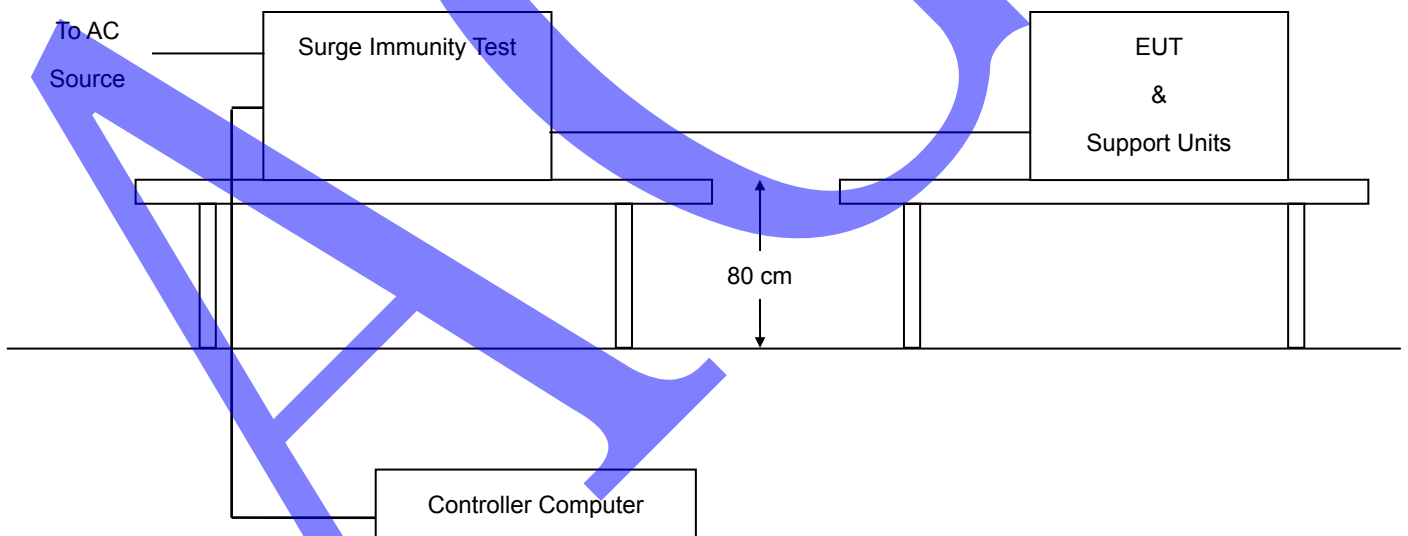 To AC
Source
Surge Immunity Test
EUT
&
Support Units
80 cm
Controller Computer